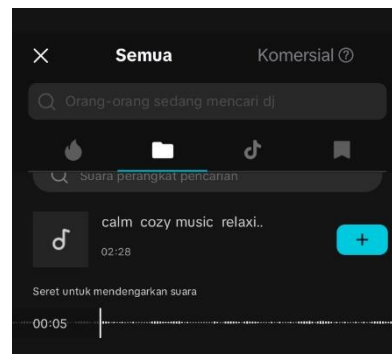 Semua
Komersial
Orang-orang sedang mencari dj
Suara perangkat pencarian
calm cozy music relaxi..
02:28
Seret untuk mendengarkan suara
00:05